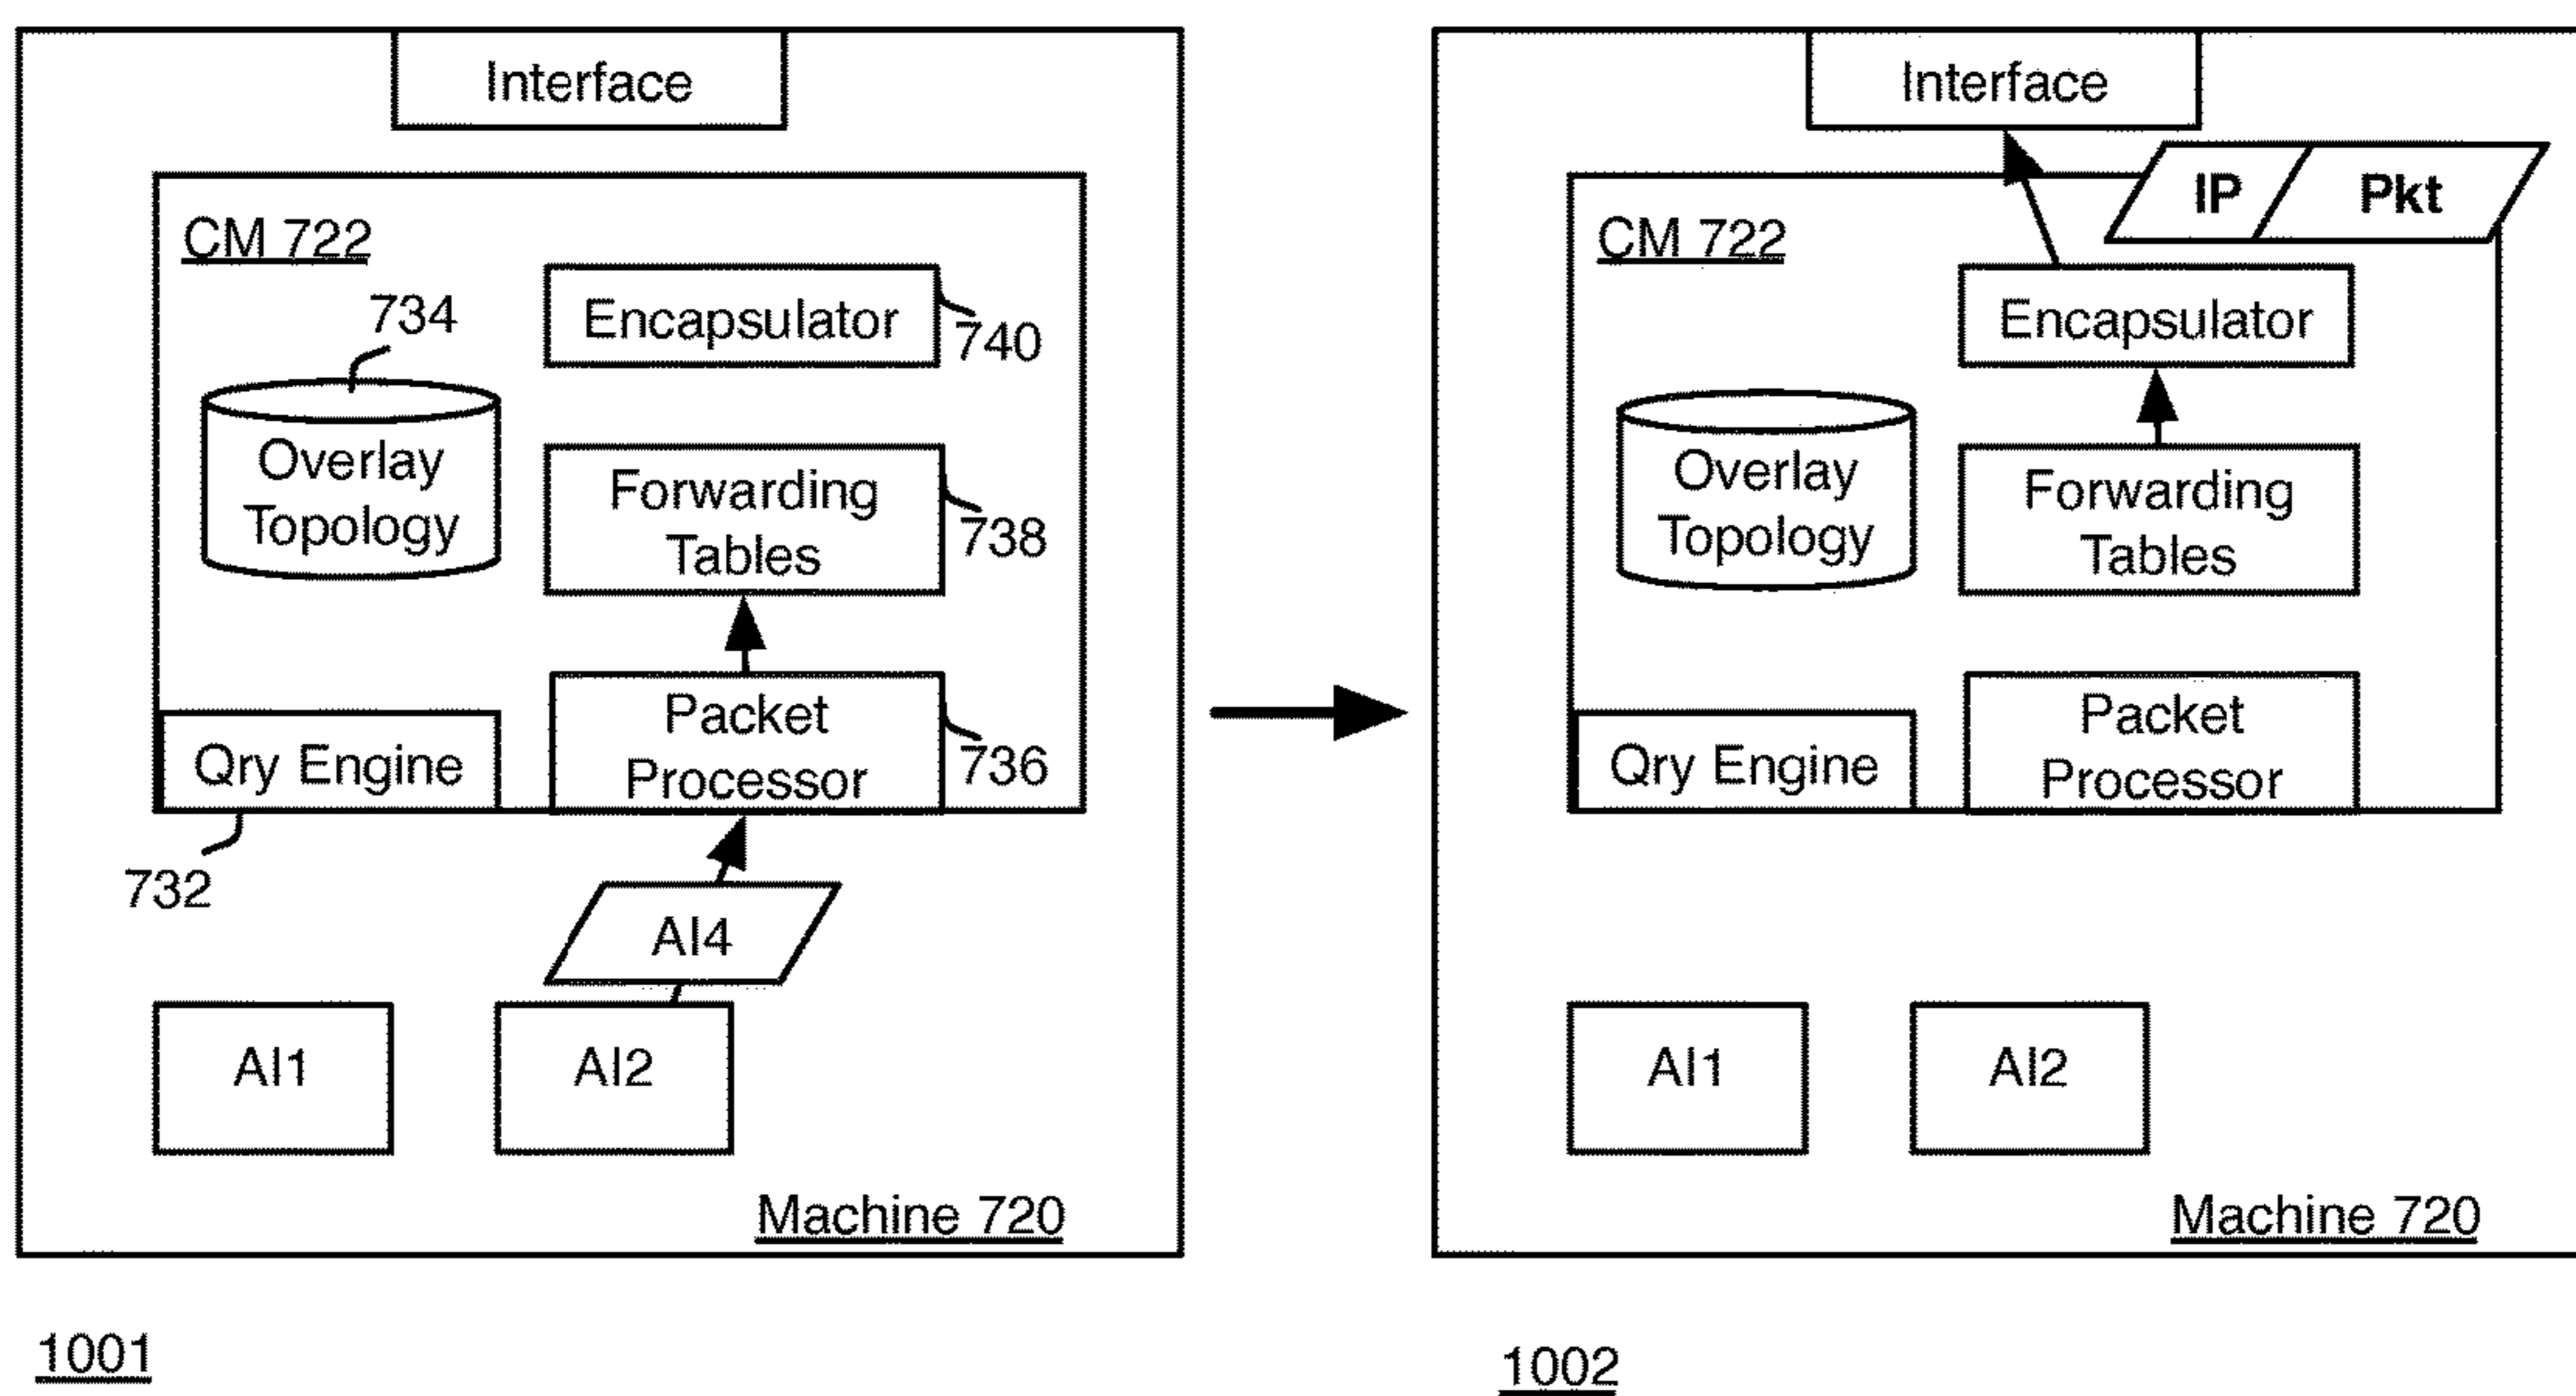 Interface
CM 722
734
Encapsulator
740
Overlay
Topology
Forwarding
Tables
738
Qry Engine
Packet
Processor
736
732
AI4
AI1
AI2
Machine 720
1001
Interface
IP
Pkt
CM 722
Encapsulator
Overlay
Topology
Forwarding
Tables
Qry Engine
Packet
Processor
AI1
AI2
Machine 720
1002